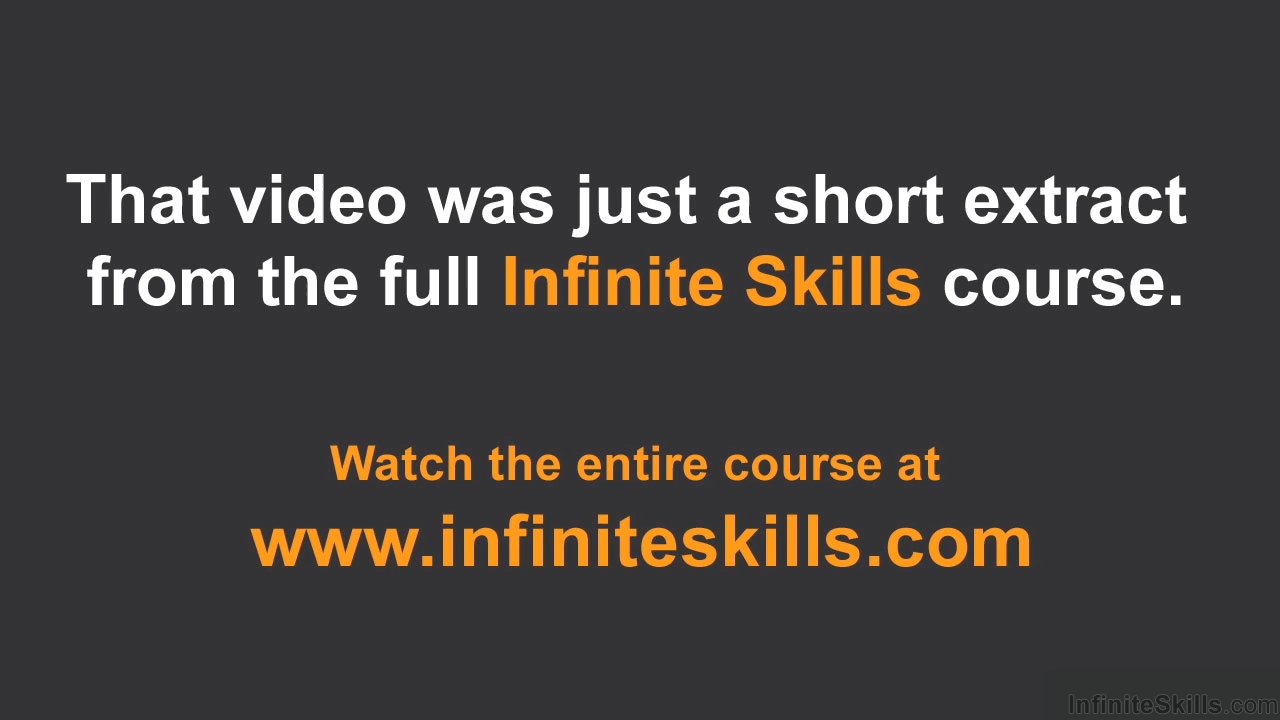 That video was just a short extract
from the full Infinite Skills course.
Watch the entire course at
www.infiniteskills.com
InfiniteSkills.com